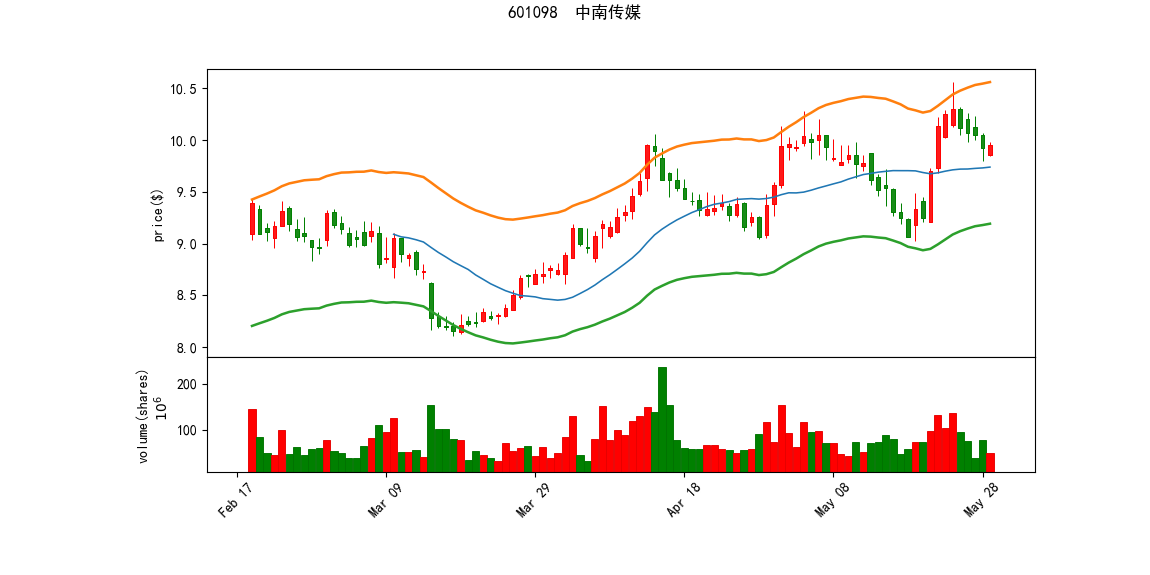 601098 中南传媒
price($)
10.5
10.0
9.5
9.0
8.5
8.0
volume(shares)
10^6
200
100
Feb 17
Mar 09
Mar 29
Apr 18
May 08
May 28